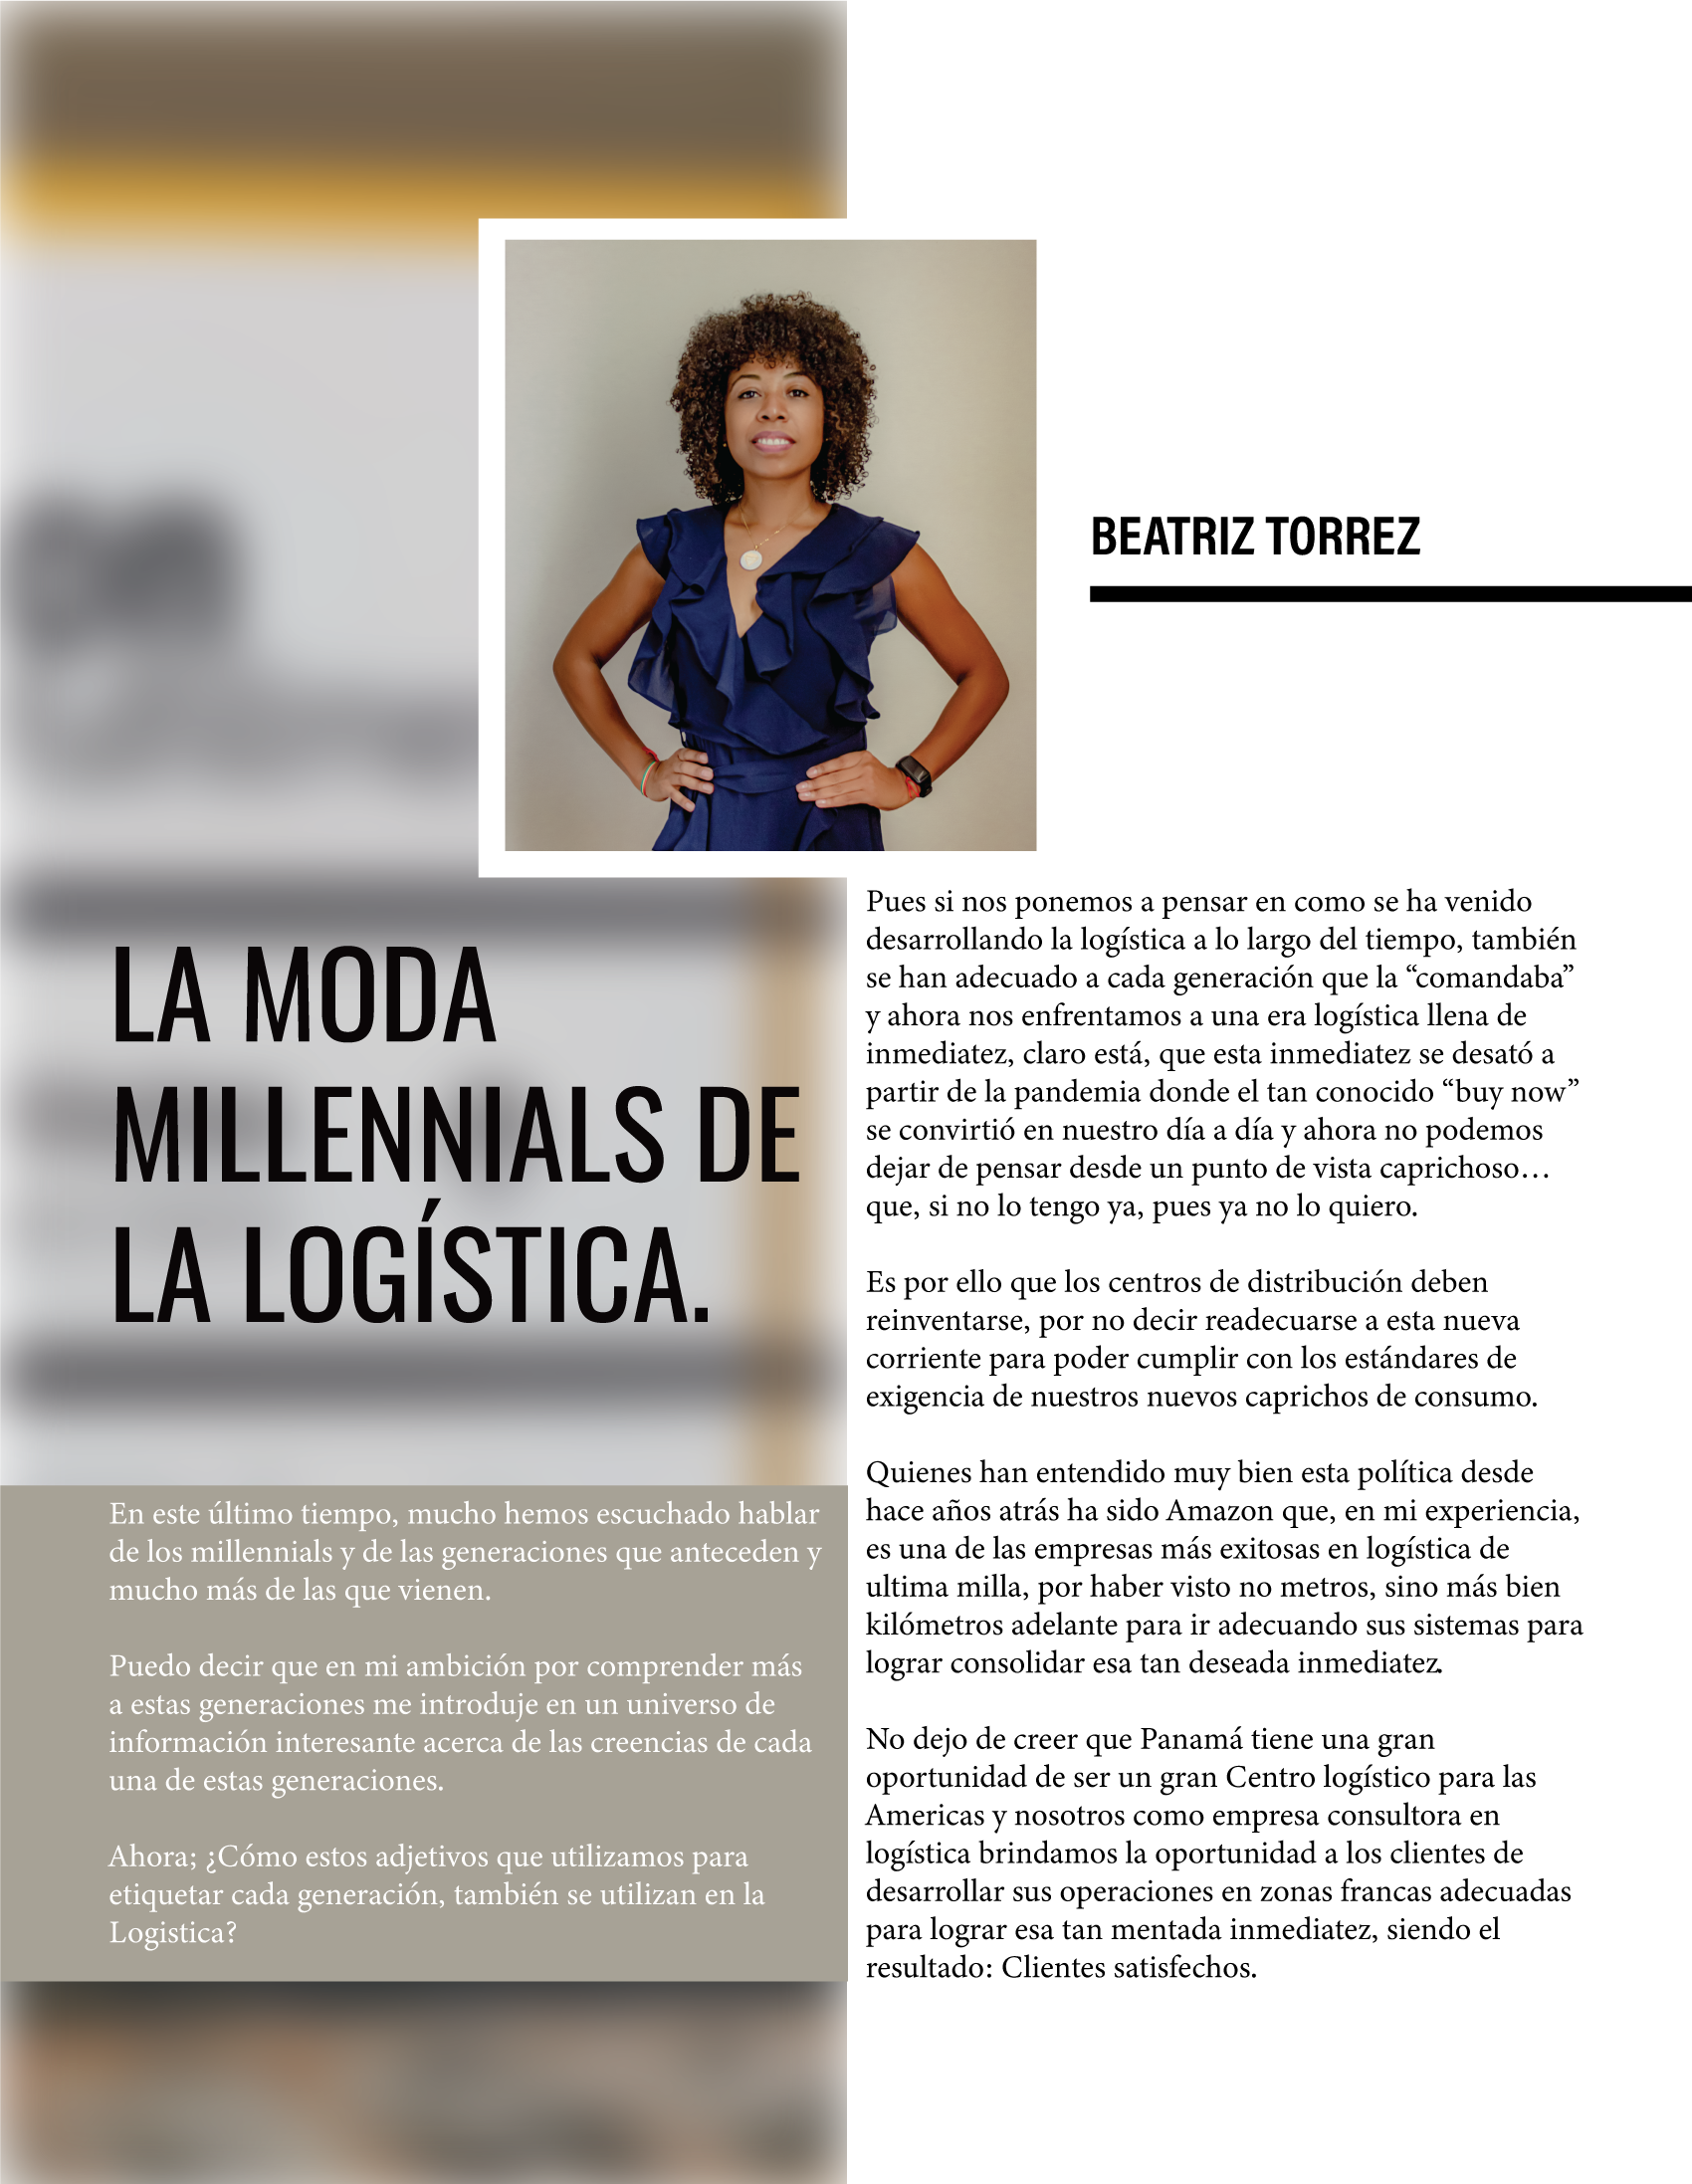 BEATRIZ TORREZ
LA MODA
MILLENNIALS DE
LA LOGÍSTICA.
En este último tiempo, mucho hemos escuchado hablar
de los millennials y de las generaciones que anteceden y
mucho más de las que vienen.
Puedo decir que en mi ambición por comprender más
a estas generaciones me introduje en un universo de
información interesante acerca de las creencias de cada
una de estas generaciones.
Ahora; ¿Cómo estos adjetivos que utilizamos para
etiquetar cada generación, también se utilizan en la
Logistica?
Pues si nos ponemos a pensar en como se ha venido
desarrollando la logística a lo largo del tiempo, también
se han adecuado a cada generación que la “comandaba”
y ahora nos enfrentamos a una era logística llena de
inmediatez, claro está, que esta inmediatez se desató a
partir de la pandemia donde el tan conocido “buy now”
se convirtió en nuestro día a día y ahora no podemos
dejar de pensar desde un punto de vista caprichoso…
que, si no lo tengo ya, pues ya no lo quiero.
Es por ello que los centros de distribución deben
reinventarse, por no decir readecuarse a esta nueva
corriente para poder cumplir con los estándares de
exigencia de nuestros nuevos caprichos de consumo.
Quienes han entendido muy bien esta política desde
hace años atrás ha sido Amazon que, en mi experiencia,
es una de las empresas más exitosas en logística de
ultima milla, por haber visto no metros, sino más bien
kilómetros adelante para ir adecuando sus sistemas para
lograr consolidar esa tan deseada inmediatez.
No dejo de creer que Panamá tiene una gran
oportunidad de ser un gran Centro logístico para las
Americas y nosotros como empresa consultora en
logística brindamos la oportunidad a los clientes de
desarrollar sus operaciones en zonas francas adecuadas
para lograr esa tan mentada inmediatez, siendo el
resultado: Clientes satisfechos.